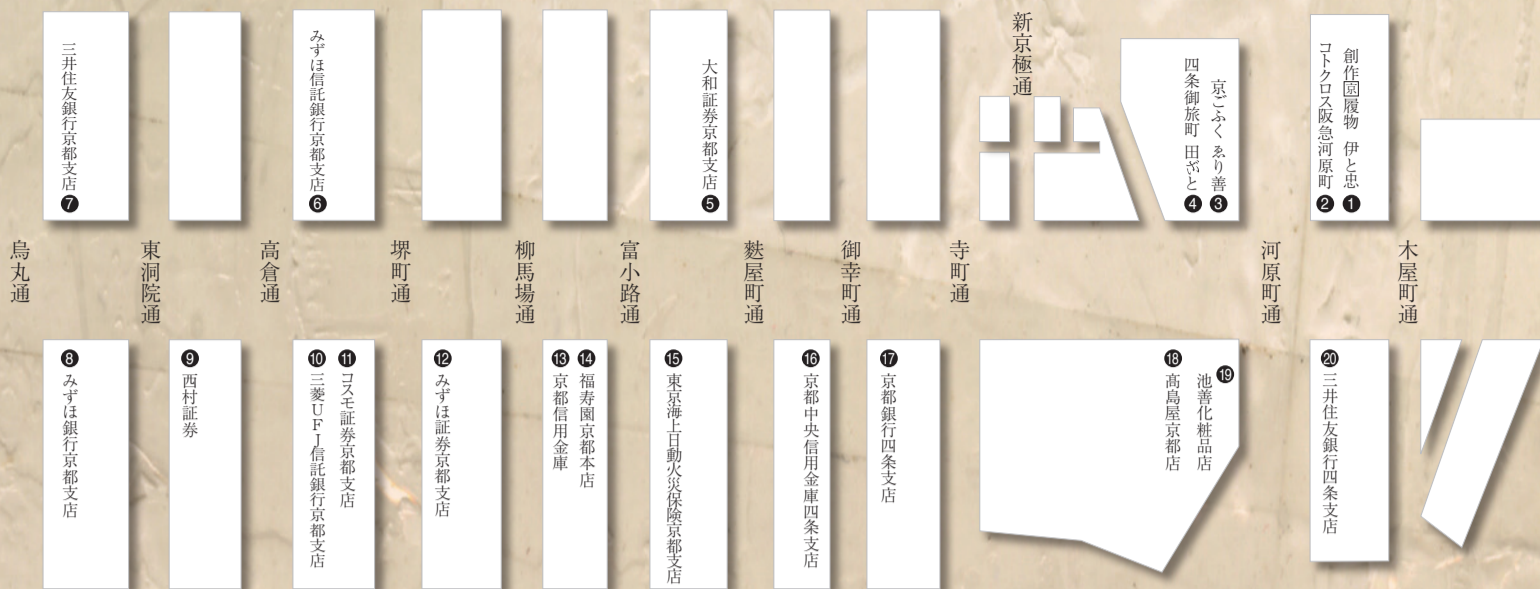 三井住友銀行京都支店 ❼
みずほ信託銀行京都支店 ❻
大和証券京都支店 ❺
新京極通
京ごふく ゑり善 ❸
四条御旅町 田ざと ❹
創作京履物 伊と忠 ❶
コトクロス阪急河原町 ❷
烏丸通
東洞院通
高倉通
堺町通
柳馬場通
富小路通
麩屋町通
御幸町通
寺町通
河原町通
木屋町通
❽ みずほ銀行京都支店
❾ 西村証券
❿ 三菱UFJ信託銀行京都支店
⓫ コスモ証券京都支店
⓬ みずほ証券京都支店
⓭ 京都信用金庫
⓮ 福寿園京都本店
⓯ 東京海上日動火災保険京都支店
⓰ 京都中央信用金庫四条支店
⓱ 京都銀行四条支店
⓲ 髙島屋京都店
⓳ 池善化粧品店
⓴ 三井住友銀行四条支店